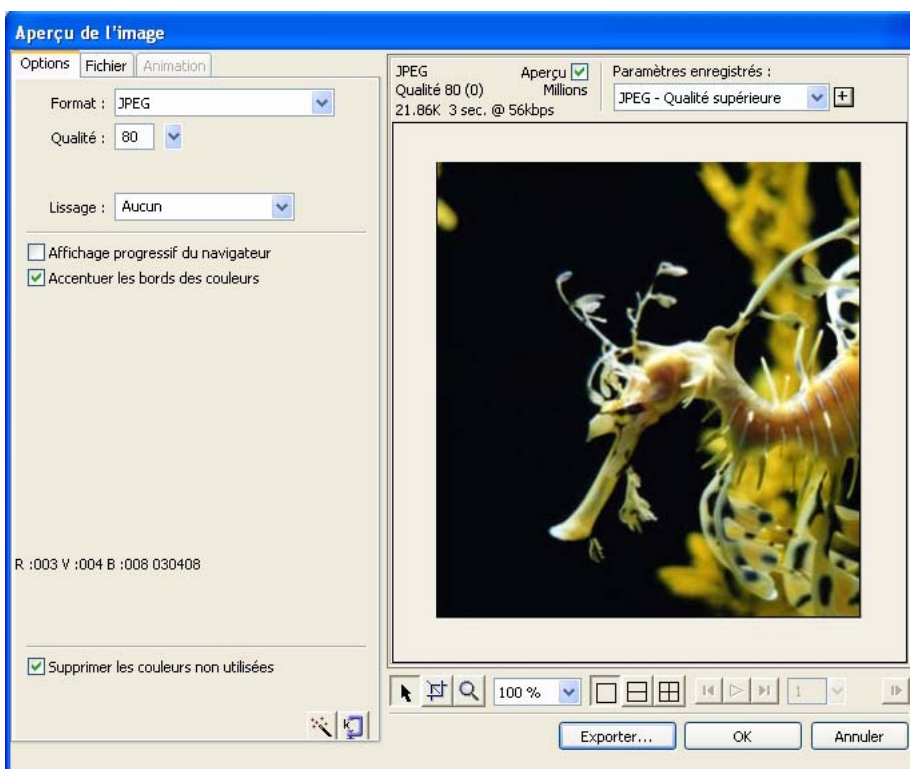 Aperçu de l'image
Options Fichier Animation
Format : JPEG
Qualité : 80
Lissage : Aucun
Affichage progressif du navigateur
Accentuer les bords des couleurs
R :003 V :004 B :008 030408
Supprimer les couleurs non utilisées
JPEG Aperçu
Qualité 80 (0) Millions
21.86K 3 sec. @ 56kbps
Paramètres enregistrés :
JPEG - Qualité supérieure
100 %
1
Exporter... OK Annuler